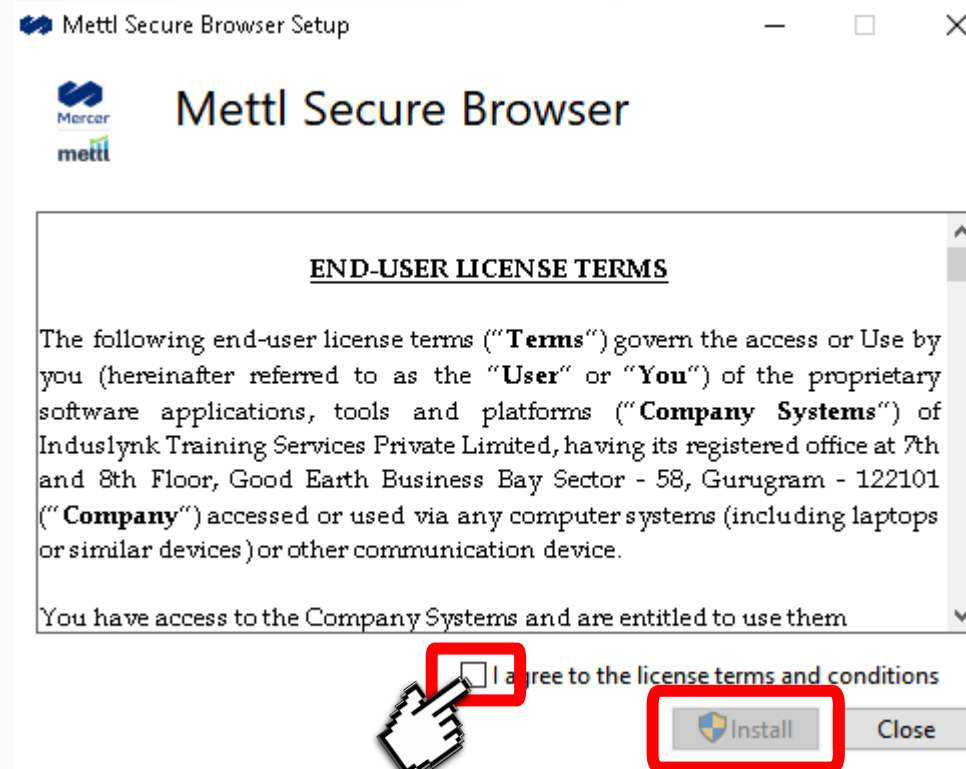 Mettl Secure Browser Setup
Mercer
mettl
Mettl Secure Browser
END-USER LICENSE TERMS
The following end-user license terms ("Terms") govern the access or Use by
you (hereinafter referred to as the "User" or "You") of the proprietary
software applications, tools and platforms ("Company Systems") of
Induslynk Training Services Private Limited, having its registered office at 7th
and 8th Floor, Good Earth Business Bay Sector - 58, Gurugram - 122101
("Company") accessed or used via any computer systems (including laptops
or similar devices) or other communication device.
You have access to the Company Systems and are entitled to use them
I agree to the license terms and conditions
Install
Close